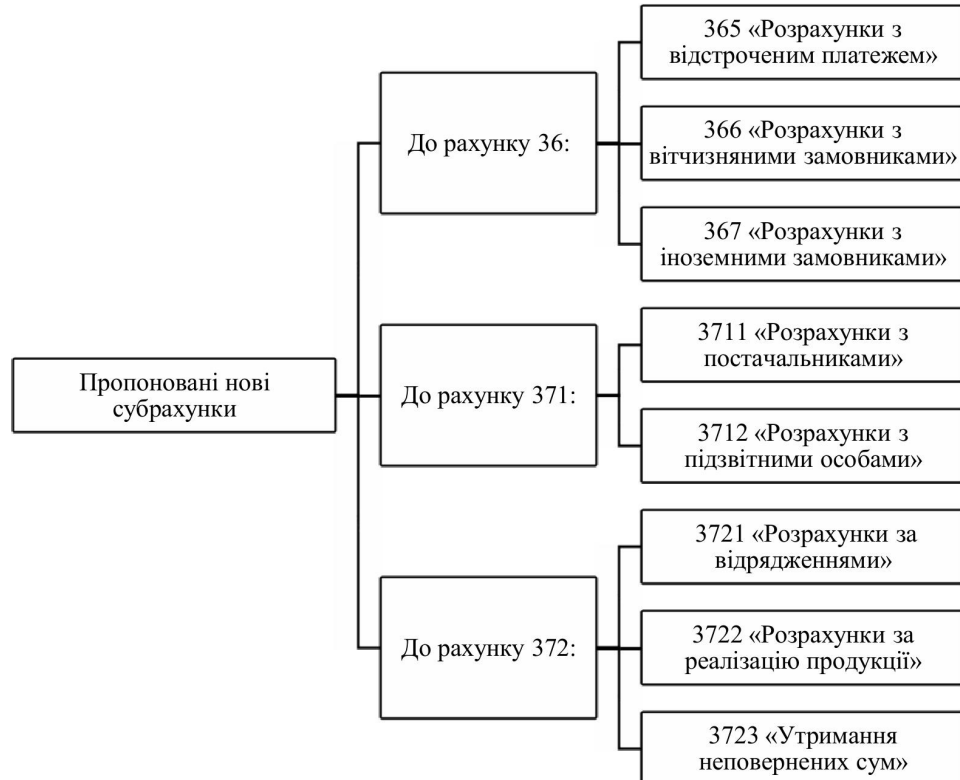 Пропоновані нові
субрахунки
До рахунку 36:
365 «Розрахунки з
відстроченим платежем»
366 «Розрахунки з
вітчизняними замовниками»
367 «Розрахунки з
іноземними замовниками»
До рахунку 371:
3711 «Розрахунки з
постачальниками»
3712 «Розрахунки з
підзвітними особами»
До рахунку 372:
3721 «Розрахунки за
відрядженнями»
3722 «Розрахунки за
реалізацію продукції»
3723 «Утримання
неповернених сум»